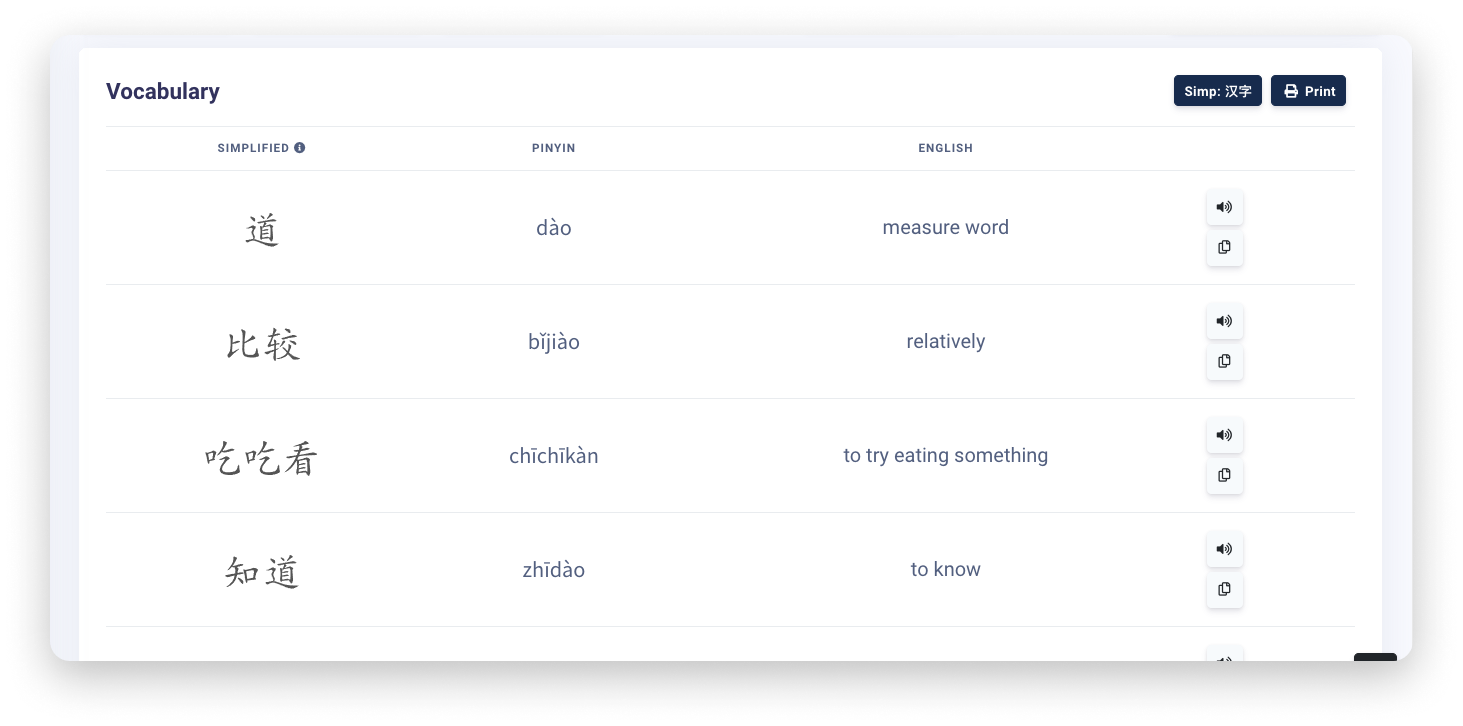 Vocabulary
Simp: 汉字
Print
SIMPLIFIED
PINYIN
ENGLISH
道 dào measure word
比较 bǐjiào relatively
吃吃看 chīchīkàn to try eating something
知道 zhīdào to know